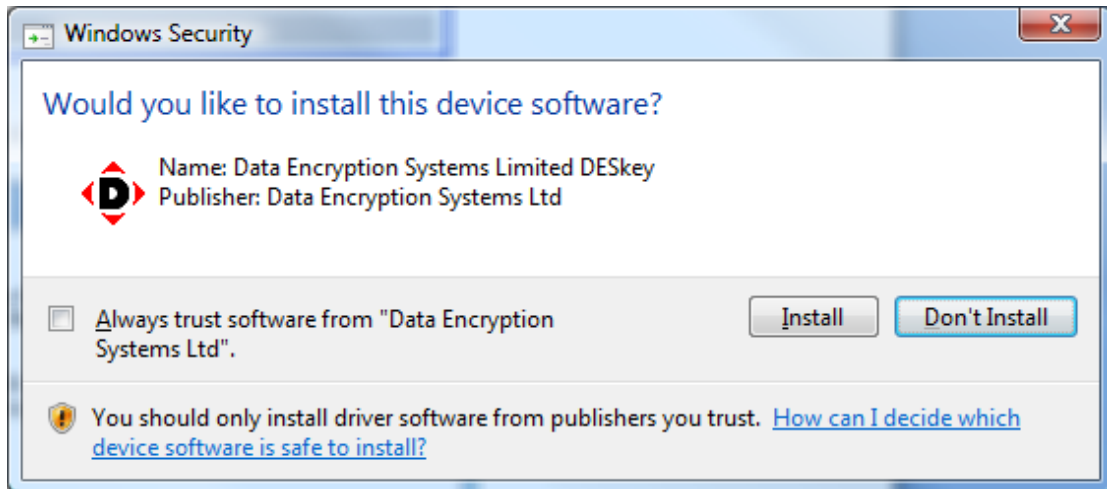 Windows Security
Would you like to install this device software?
Name: Data Encryption Systems Limited DESkey
Publisher: Data Encryption Systems Ltd
D
Always trust software from "Data Encryption
Systems Ltd".
Install
Don't Install
You should only install driver software from publishers you trust. How can I decide which
device software is safe to install?